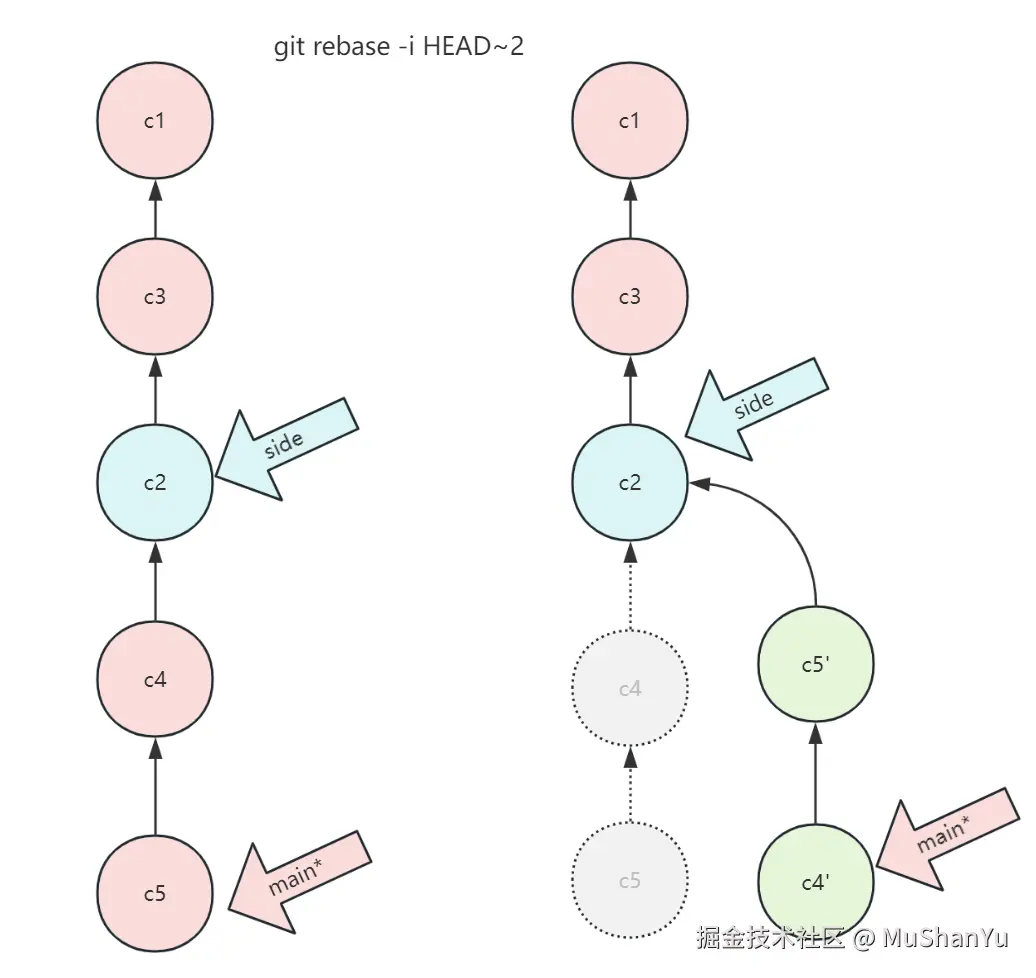 git rebase -i HEAD~2
c1
c3
side
c2
c4
main*
c5
c1
c3
side
c2
c4
c5'
c5
main*
c4'
掘金技术社区 @ MuShanYu